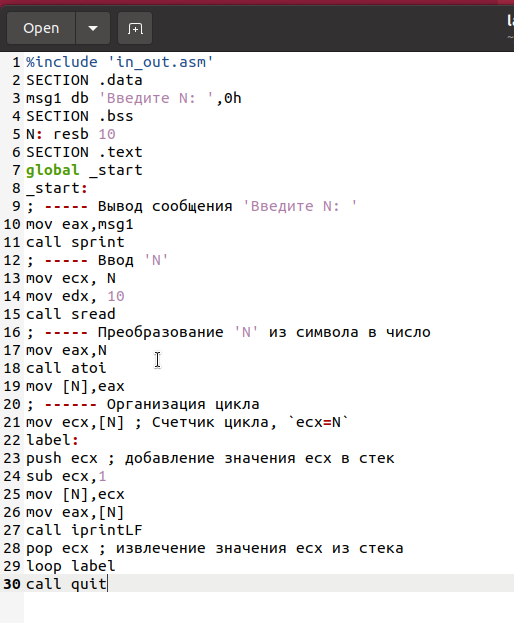 Open
1 %include 'in_out.asm'
2 SECTION .data
3 msg1 db 'Введите N: ',0h
4 SECTION .bss
5 N: resb 10
6 SECTION .text
7 global _start
8 _start:
9 ; ----- Вывод сообщения 'Введите N: '
10 mov eax,msg1
11 call sprint
12 ; ----- Ввод 'N'
13 mov ecx, N
14 mov edx, 10
15 call sread
16 ; ----- Преобразование 'N' из символа в число
17 mov eax,N
18 call atoi
19 mov [N],eax
20 ; ------ Организация цикла
21 mov ecx,[N] ; Счетчик цикла, `ecx=N`
22 label:
23 push ecx ; добавление значения ecx в стек
24 sub ecx,1
25 mov [N],ecx
26 mov eax,[N]
27 call iprintLF
28 pop ecx ; извлечение значения ecx из стека
29 loop label
30 call quit